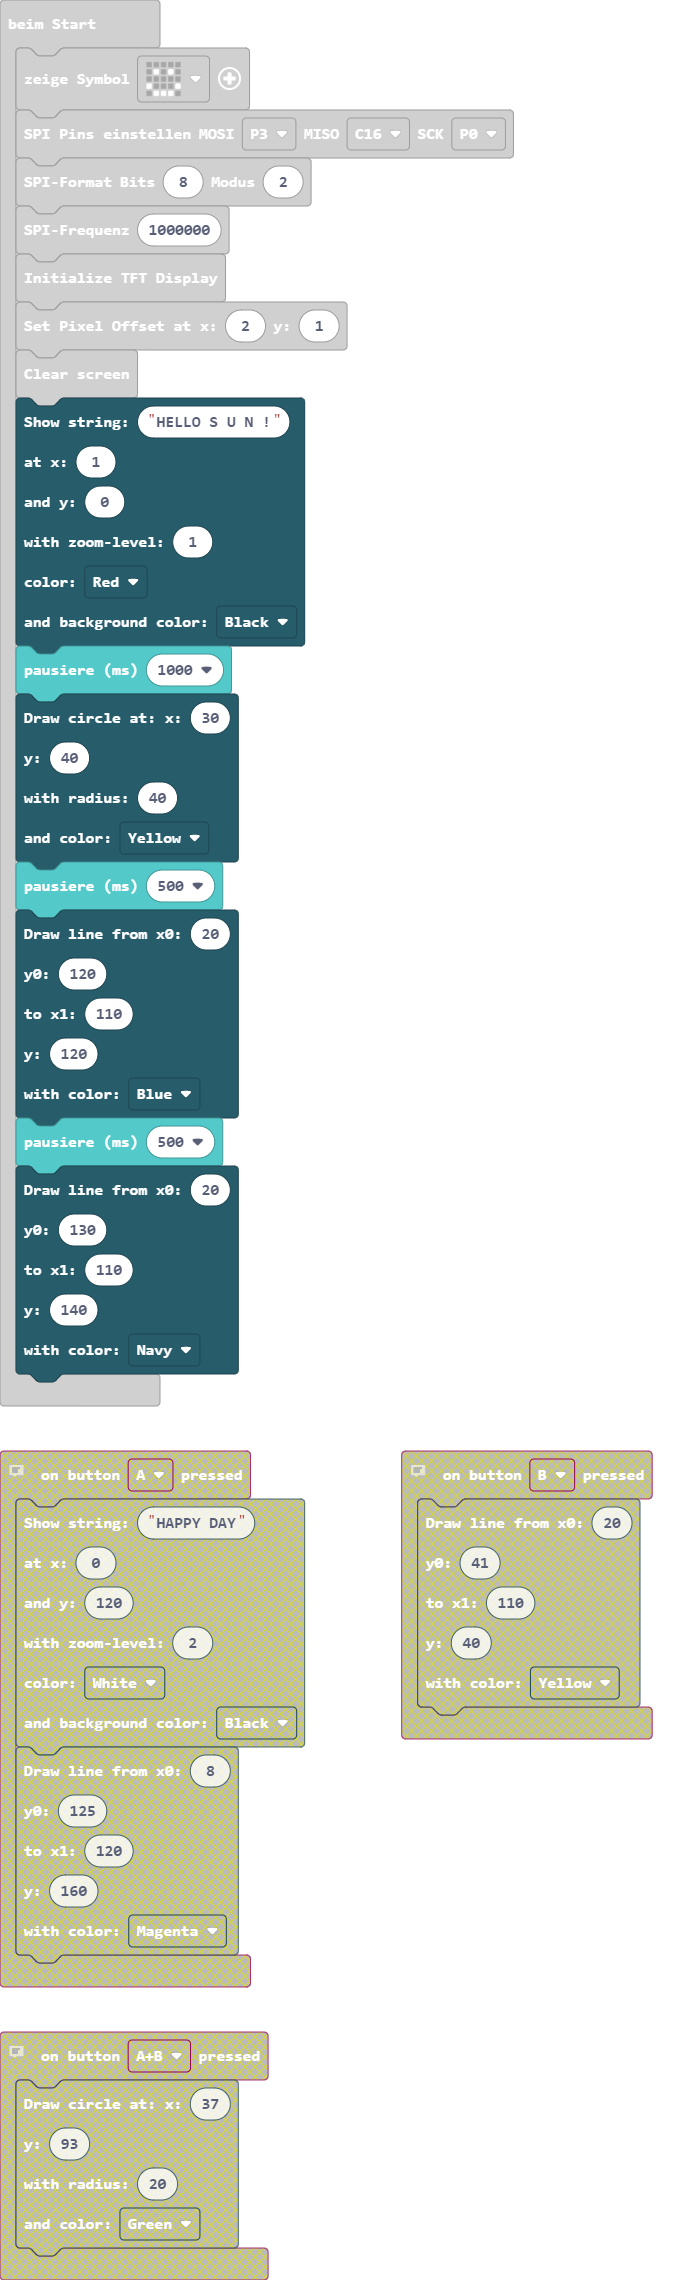 beim Start
zeige Symbol
SPI Pins einstellen MOSI P3 MISO C16 SCK P0
SPI-Format Bits 8 Modus 2
SPI-Frequenz 1000000
Initialize TFT Display
Set Pixel Offset at x: 2 y: 1
Clear screen
Show string: "HELLO S U N !"
at x: 1
and y: 0
with zoom-level: 1
color: Red
and background color: Black
pausiere (ms) 1000
Draw circle at: x: 30
y: 40
with radius: 40
and color: Yellow
pausiere (ms) 500
Draw line from x0: 20
y0: 120
to x1: 110
y: 120
with color: Blue
pausiere (ms) 500
Draw line from x0: 20
y0: 130
to x1: 110
y: 140
with color: Navy
on button A pressed
Show string: "HAPPY DAY"
at x: 0
and y: 120
with zoom-level: 2
color: White
and background color: Black
Draw line from x0: 8
y0: 125
to x1: 120
y: 160
with color: Magenta
on button B pressed
Draw line from x0: 20
y0: 41
to x1: 110
y: 40
with color: Yellow
on button A+B pressed
Draw circle at: x: 37
y: 93
with radius: 20
and color: Green